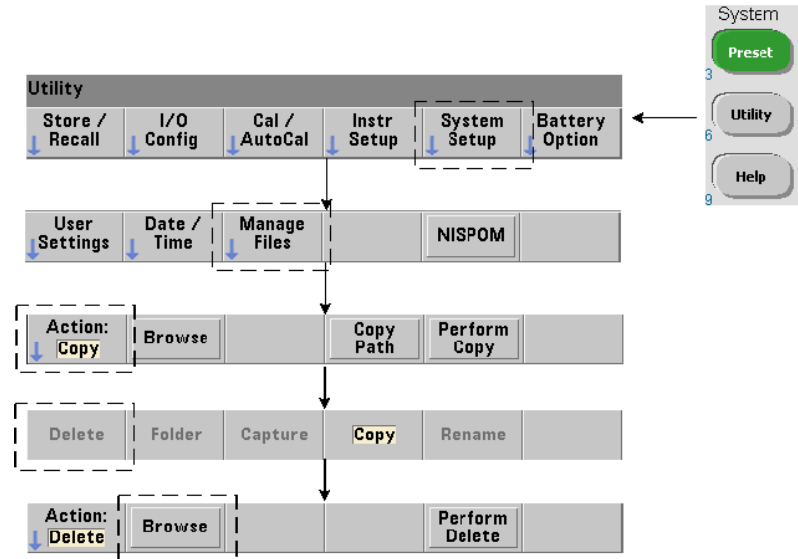 System
Preset
3
Utility
6
Help
9
Utility
Store /
Recall
I/O
Config
Cal /
AutoCal
Instr
Setup
System
Setup
Battery
Option
User
Settings
Date /
Time
Manage
Files
NISPOM
Action:
Copy
Browse
Copy
Path
Perform
Copy
Delete
Folder
Capture
Copy
Rename
Action:
Delete
Browse
Perform
Delete